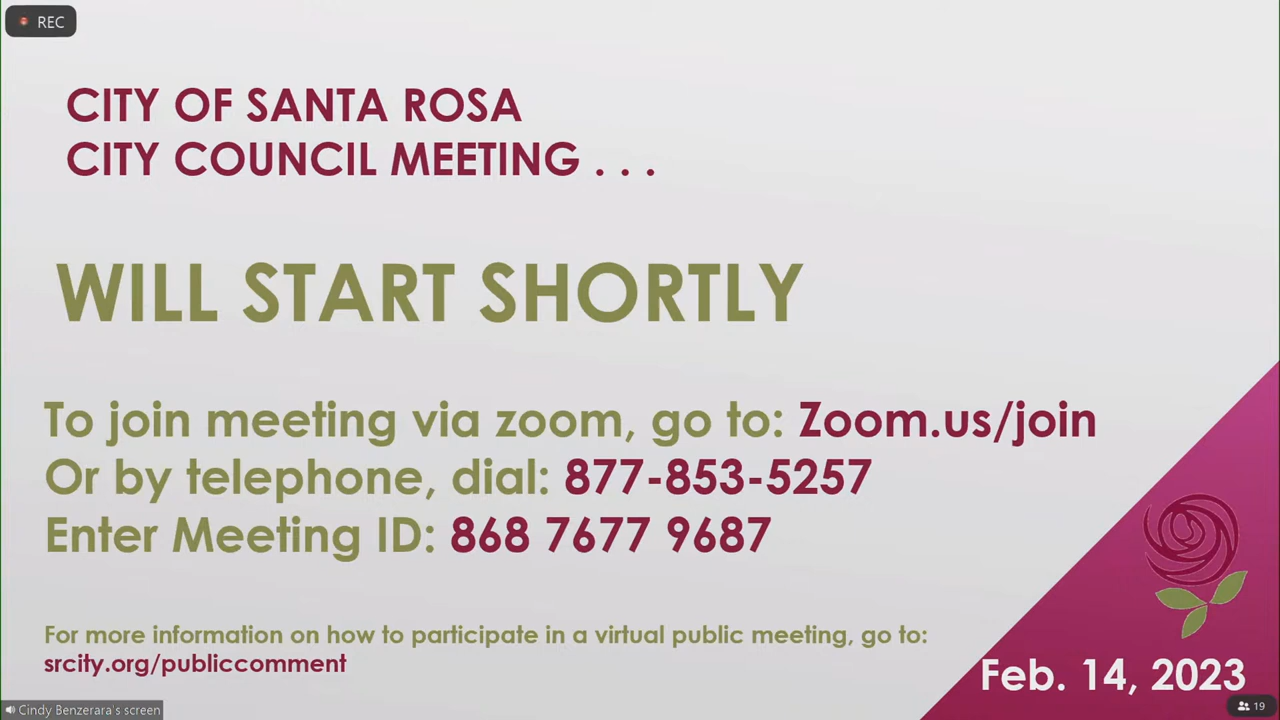 REC
CITY OF SANTA ROSA
CITY COUNCIL MEETING . . .
WILL START SHORTLY
To join meeting via zoom, go to: Zoom.us/join
Or by telephone, dial: 877-853-5257
Enter Meeting ID: 868 7677 9687
For more information on how to participate in a virtual public meeting, go to:
srcity.org/publiccomment
Feb. 14, 2023
Cindy Benzerara's screen
19